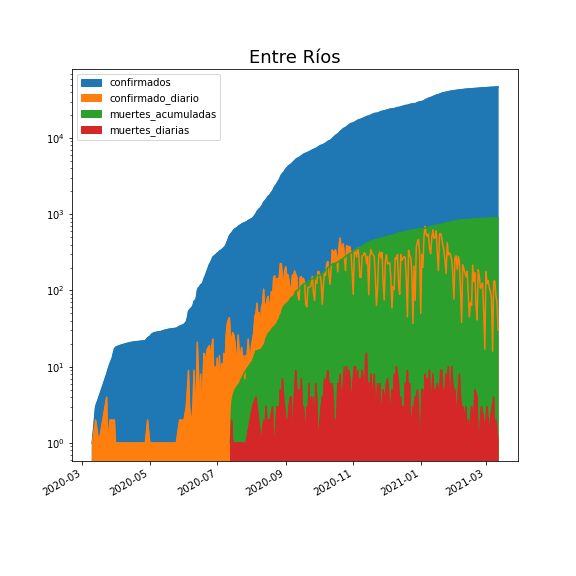 Entre Ríos
confirmados
confirmado_diario
muertes_acumuladas
muertes_diarias
10⁴
10³
10²
10¹
10⁰
2020-03
2020-05
2020-07
2020-09
2020-11
2021-01
2021-03